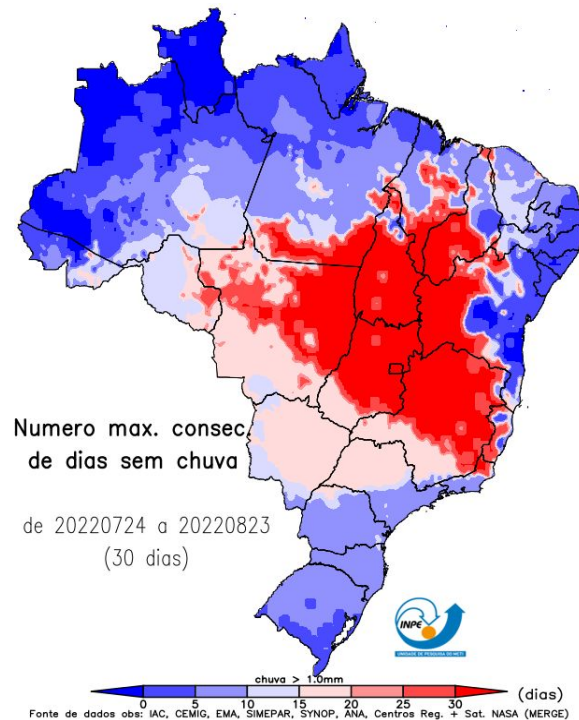 Numero max. consec.
de dias sem chuva
de 20220724 a 20220823
(30 dias)
INPE
UNIDADE DE PESQUISA DO MCTI
chuva > 1.0mm
0 5 10 15 20 25 30 (dias)
Fonte de dados obs: IAC, CEMIG, EMA, SIMEPAR, SYNOP, ANA, Centros Reg. + Sat. NASA (MERGE)